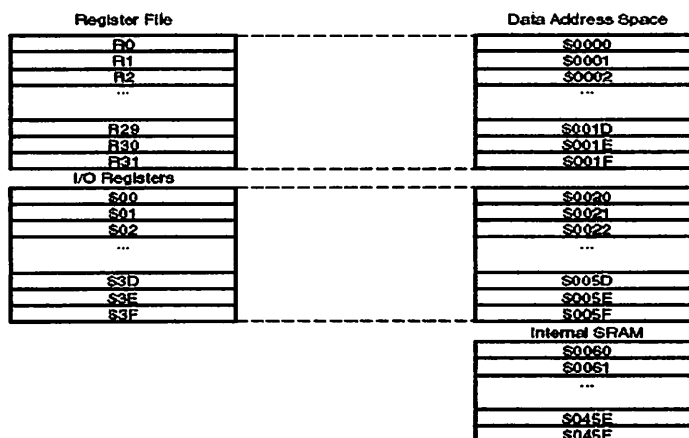 Register File
R0
R1
R2
...
R29
R30
R31
I/O Registers
$00
$01
$02
...
$3D
$3E
$3F
Data Address Space
$0000
$0001
$0002
...
$001D
$001E
$001F
$0020
$0021
$0022
...
$005D
$005E
$005F
Internal SRAM
$0060
$0061
...
$045E
$045F